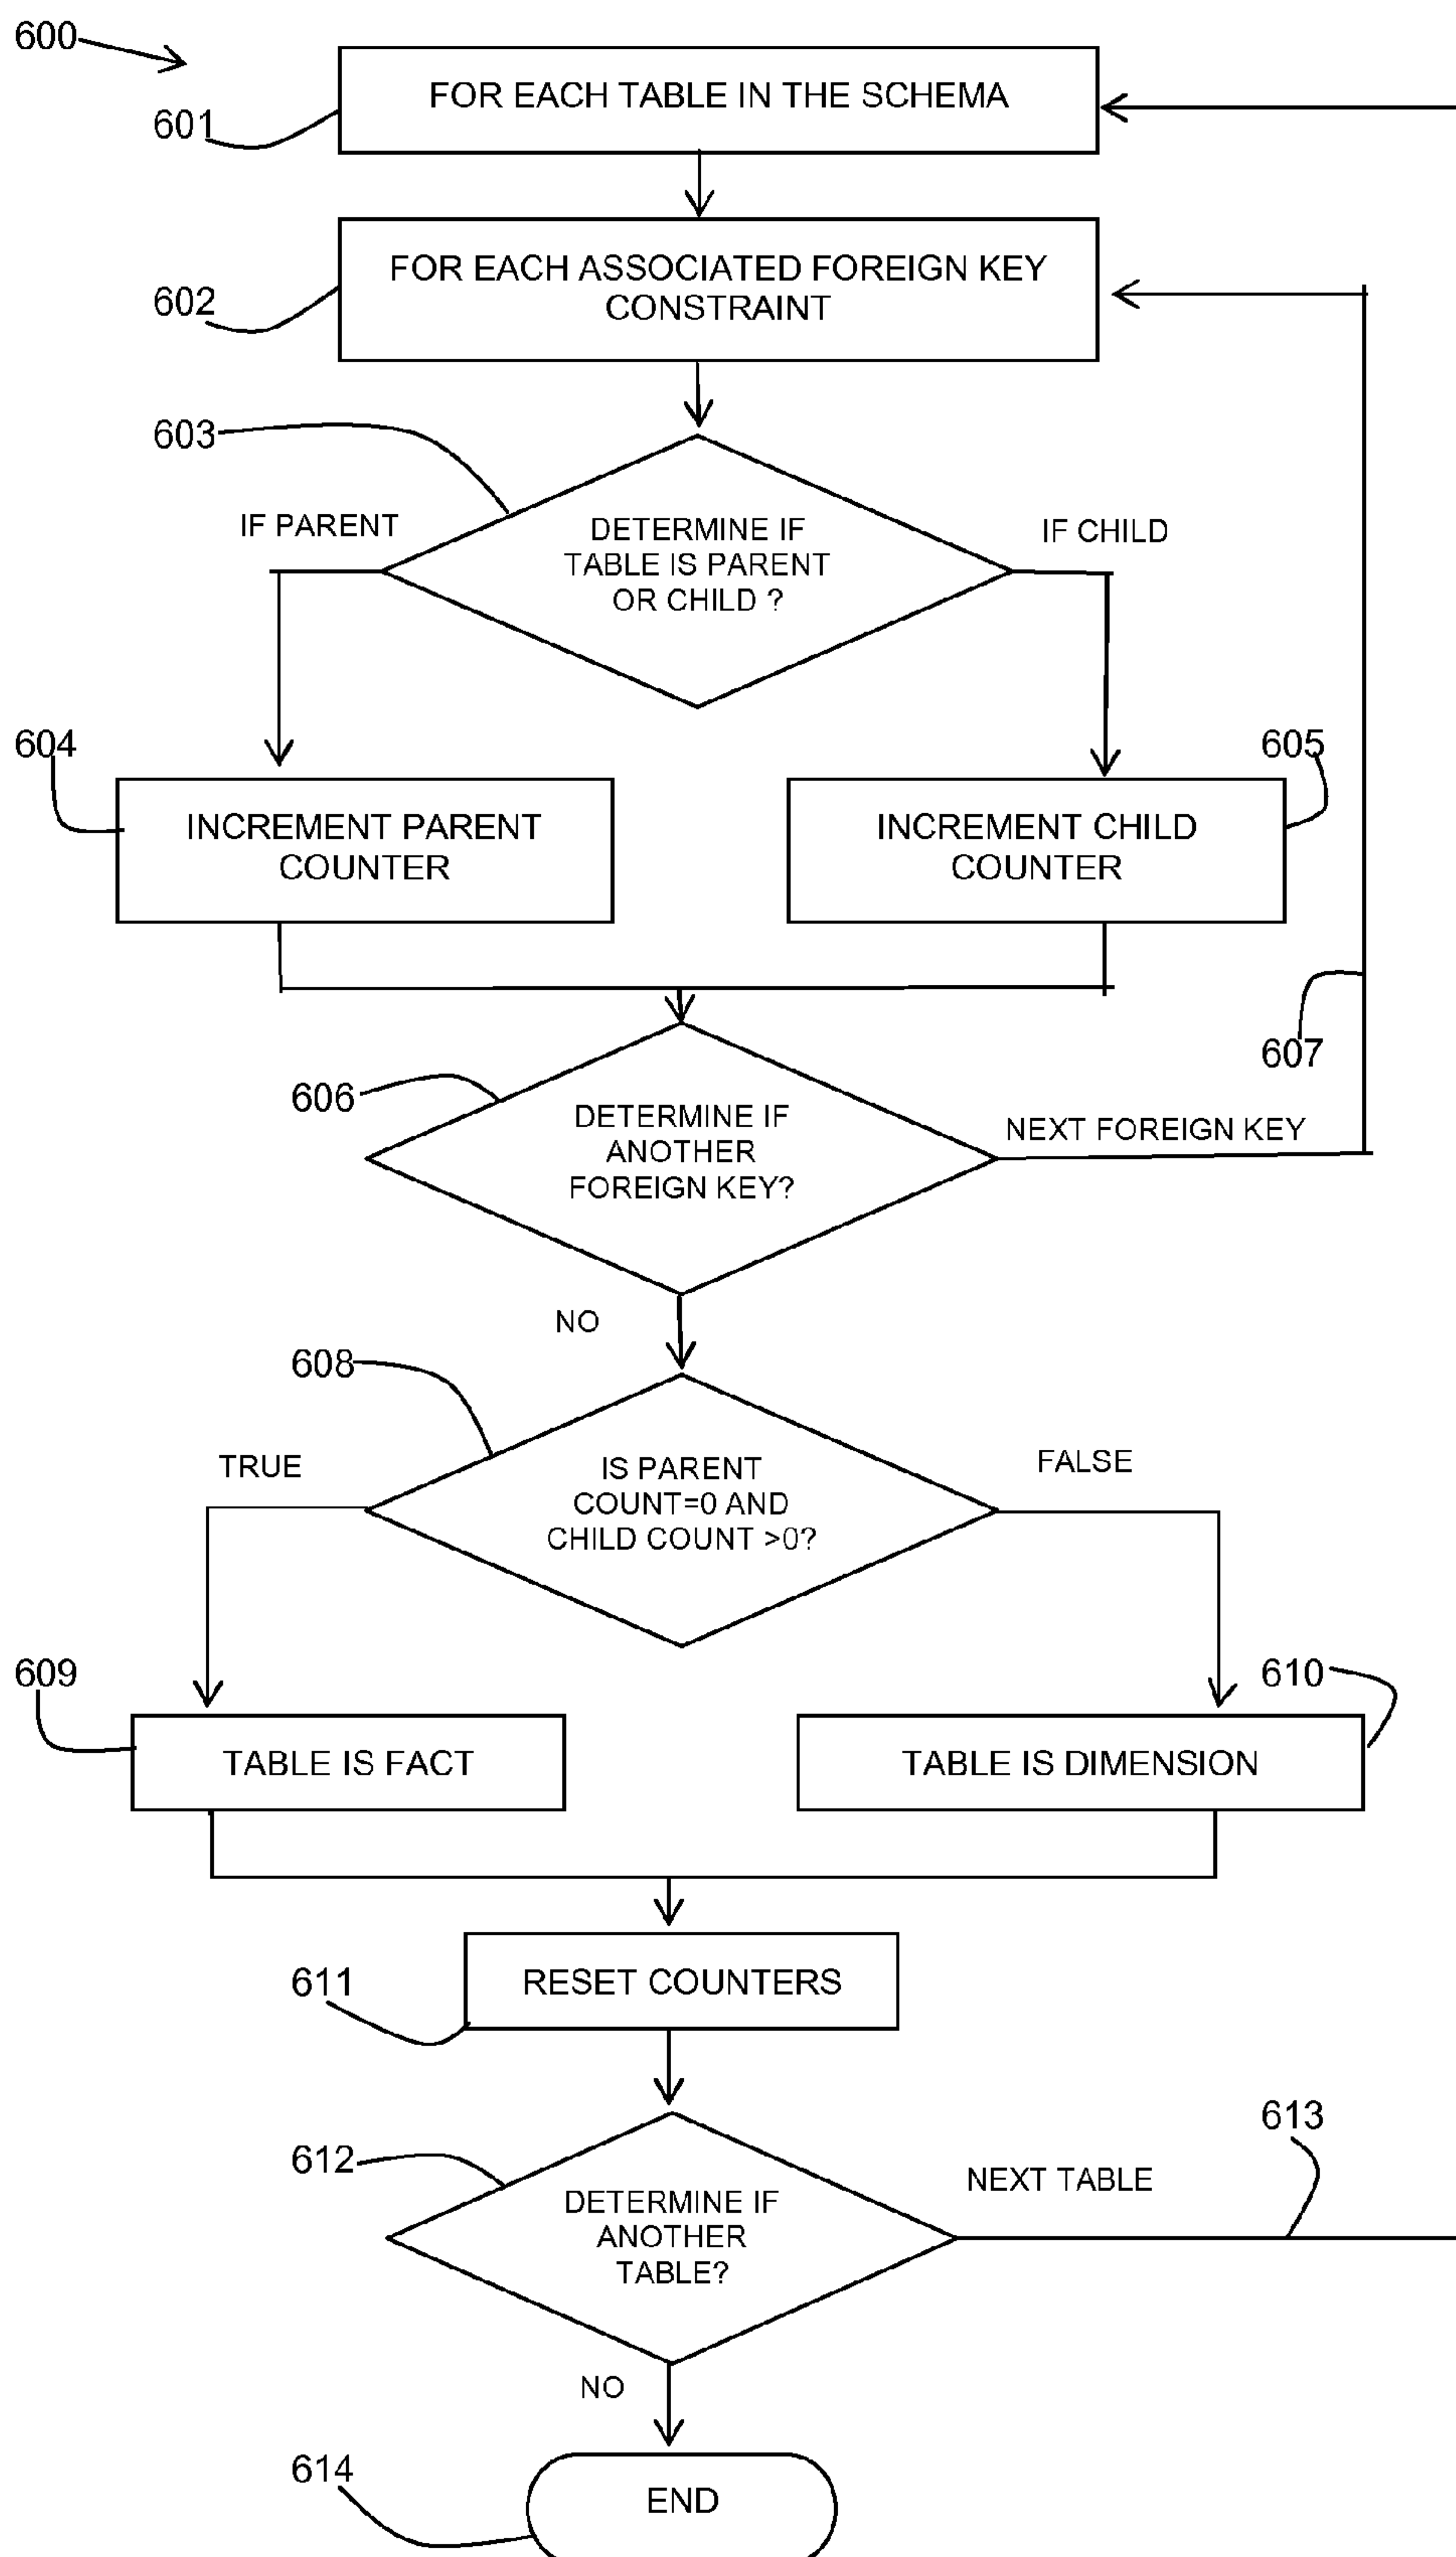 600
FOR EACH TABLE IN THE SCHEMA
601
FOR EACH ASSOCIATED FOREIGN KEY
CONSTRAINT
602
603
IF PARENT
DETERMINE IF
TABLE IS PARENT
OR CHILD ?
IF CHILD
604
605
INCREMENT PARENT
COUNTER
INCREMENT CHILD
COUNTER
607
606
DETERMINE IF
ANOTHER
FOREIGN KEY?
NEXT FOREIGN KEY
NO
608
TRUE
IS PARENT
COUNT=0 AND
CHILD COUNT >0?
FALSE
609
610
TABLE IS FACT
TABLE IS DIMENSION
611
RESET COUNTERS
613
612
NEXT TABLE
DETERMINE IF
ANOTHER
TABLE?
NO
614
END